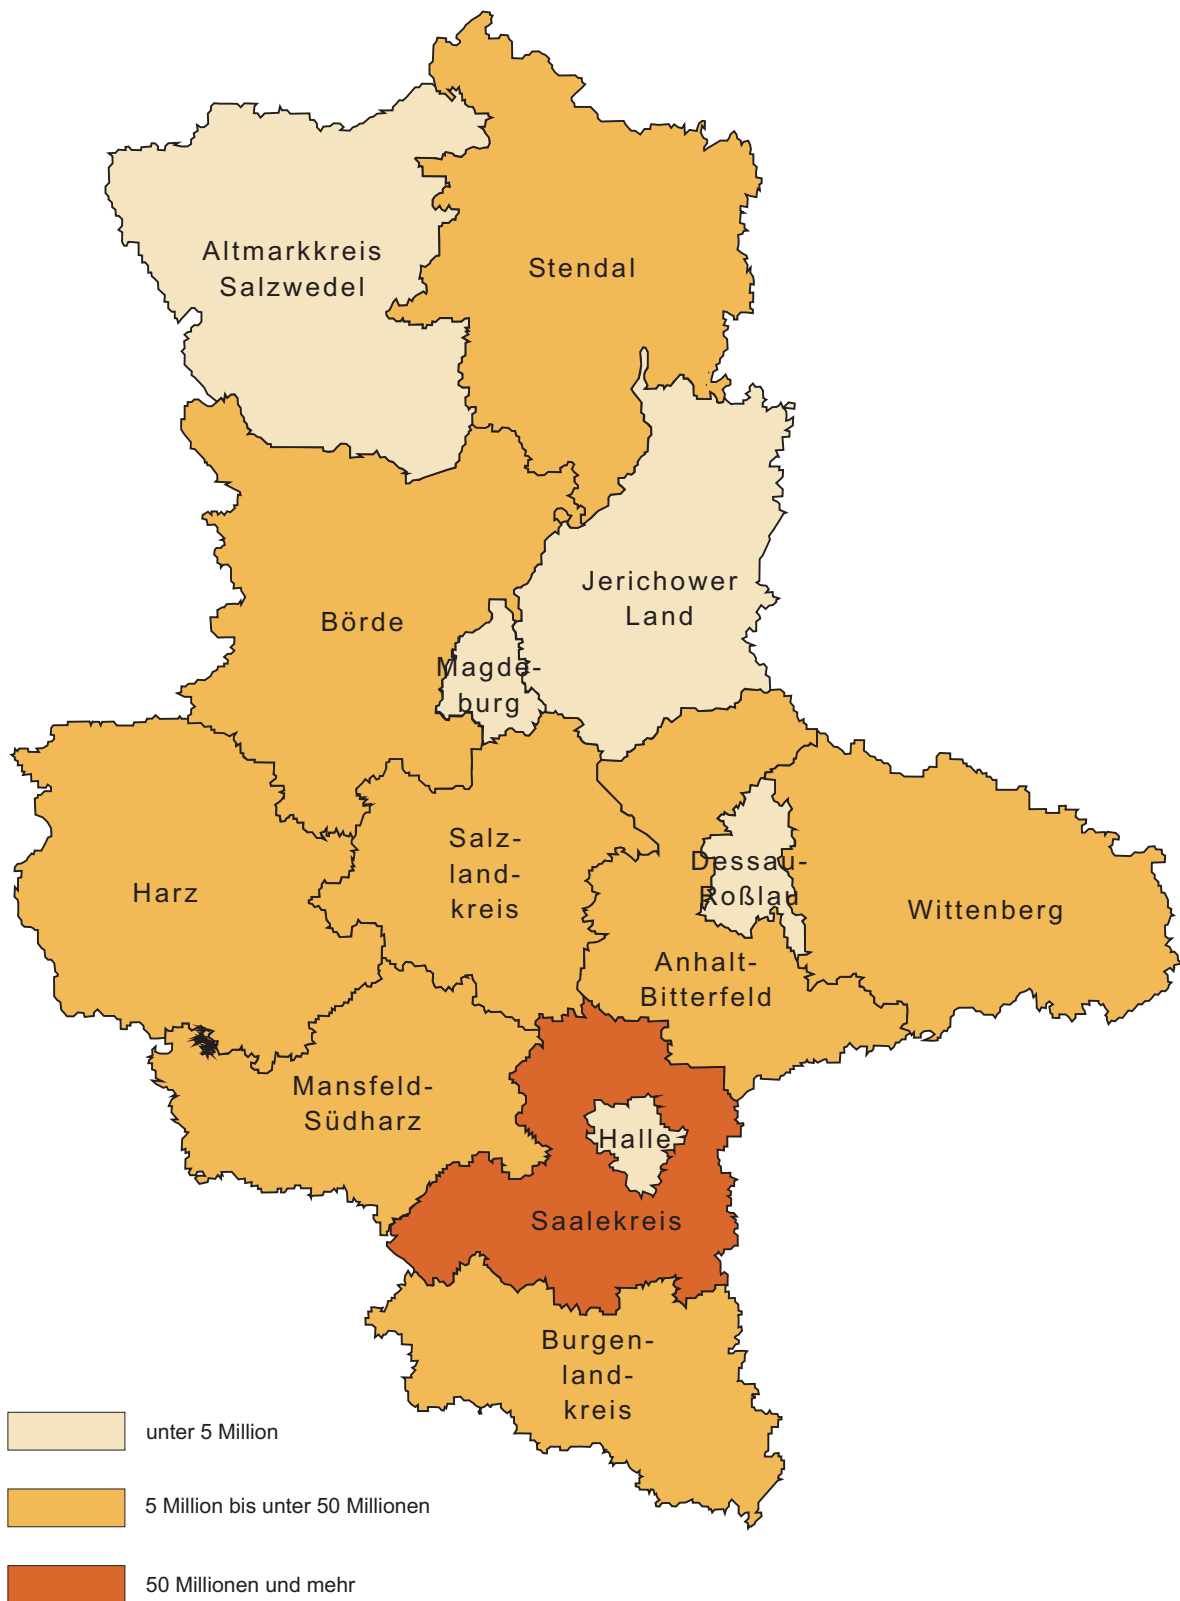 Altmarkkreis
Salzwedel
Stendal
Jerichower
Land
Börde
Magde-
burg
Salz-
land-
kreis
Dessau-
Roßlau
Harz
Wittenberg
Anhalt-
Bitterfeld
Mansfeld-
Südharz
Halle
Saalekreis
Burgen-
land-
kreis
unter 5 Million
5 Million bis unter 50 Millionen
50 Millionen und mehr